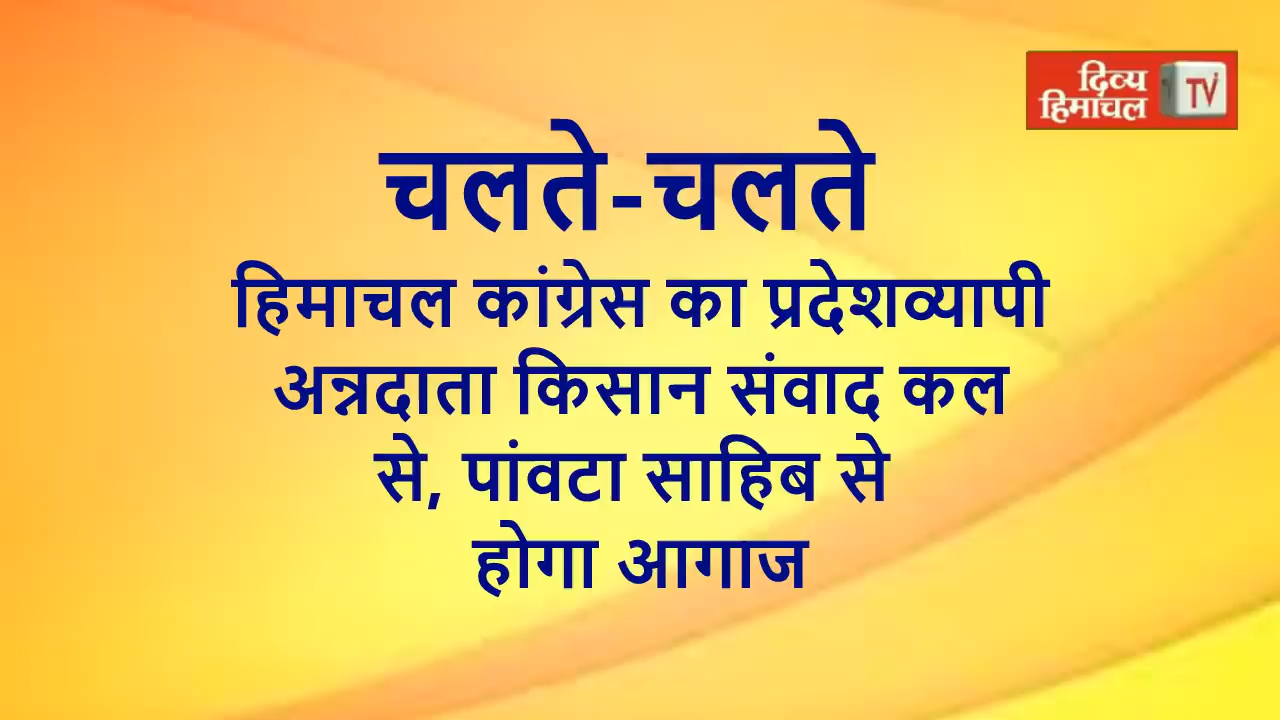 दिव्य
हिमाचल TV
चलते-चलते
हिमाचल कांग्रेस का प्रदेशव्यापी
अन्नदाता किसान संवाद कल
से, पांवटा साहिब से
होगा आगाज